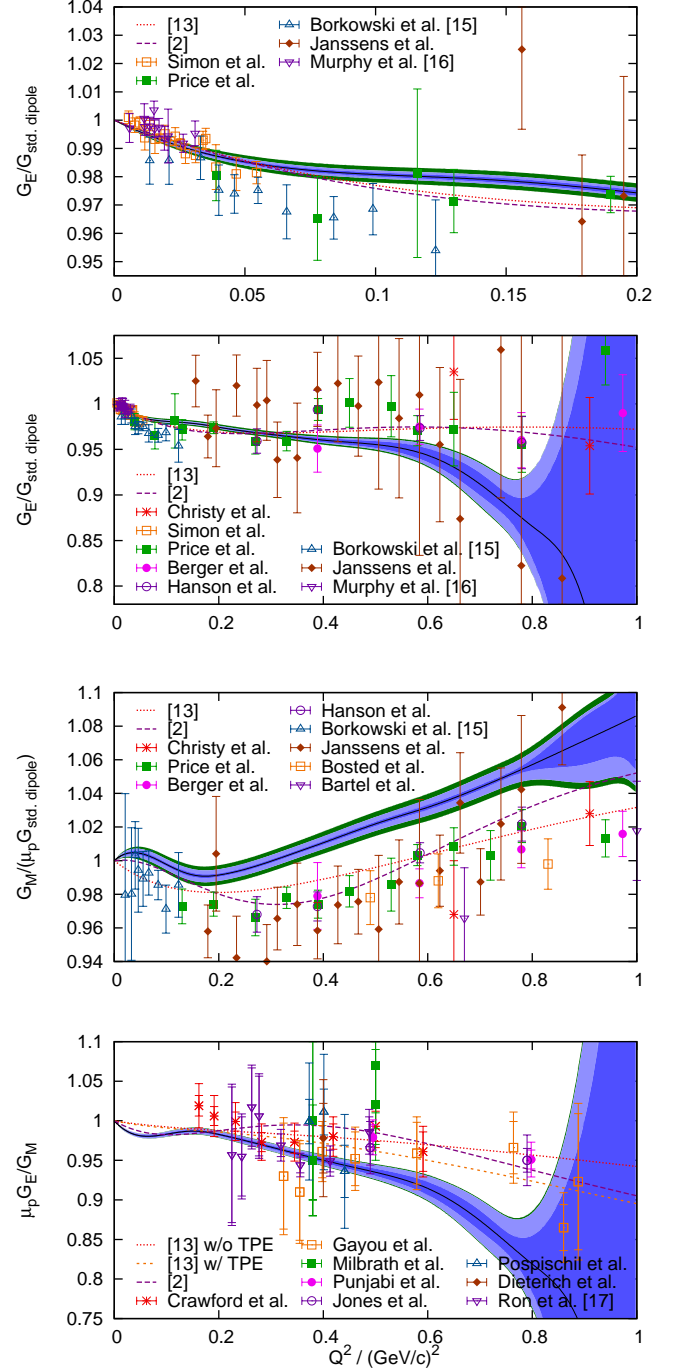 1.04
1.03
1.02
1.01
1
0.99
0.98
0.97
0.96
0.95
G_E/G_std. dipole
[13]
[2]
Simon et al.
Price et al.
Borkowski et al. [15]
Janssens et al.
Murphy et al. [16]
0 0.05 0.1 0.15 0.2
1.05
1
0.95
0.9
0.85
0.8
G_E/G_std. dipole
[13]
[2]
Christy et al.
Simon et al.
Price et al.
Berger et al.
Hanson et al.
Borkowski et al. [15]
Janssens et al.
Murphy et al. [16]
0 0.2 0.4 0.6 0.8 1
1.1
1.08
1.06
1.04
1.02
1
0.98
0.96
0.94
G_M/(μ_pG_std. dipole)
[13]
[2]
Christy et al.
Price et al.
Berger et al.
Hanson et al.
Borkowski et al. [15]
Janssens et al.
Bosted et al.
Bartel et al.
0 0.2 0.4 0.6 0.8 1
1.1
1.05
1
0.95
0.9
0.85
0.8
0.75
μ_pG_E/G_M
[13] w/o TPE
[13] w/ TPE
[2]
Crawford et al.
Gayou et al.
Milbrath et al.
Punjabi et al.
Jones et al.
Pospischil et al.
Dieterich et al.
Ron et al. [17]
0 0.2 0.4 0.6 0.8 1
Q² / (GeV/c)²